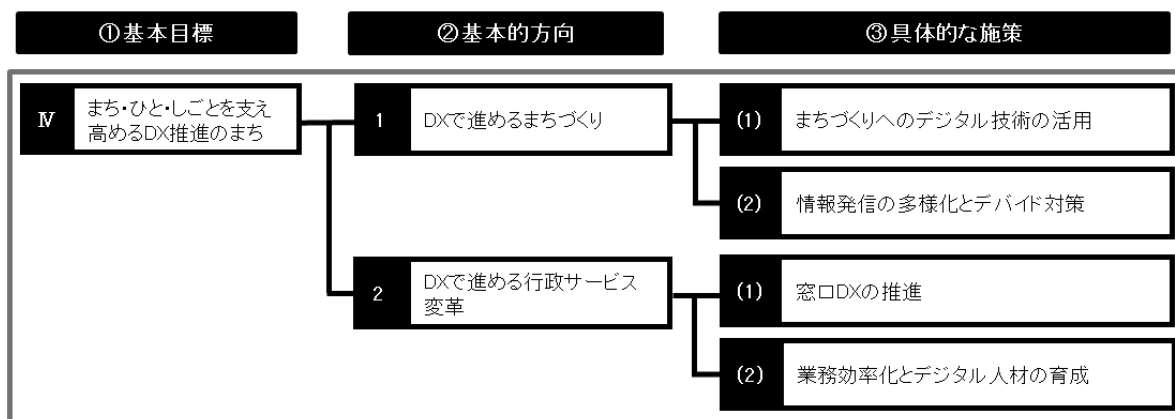 ①基本目標
②基本的方向
③具体的な施策
Ⅳ
まち・ひと・しごとを支え
高めるDX推進のまち
1
DXで進めるまちづくり
(1)
まちづくりへのデジタル技術の活用
(2)
情報発信の多様化とデバイド対策
2
DXで進める行政サービス
変革
(1)
窓口DXの推進
(2)
業務効率化とデジタル人材の育成